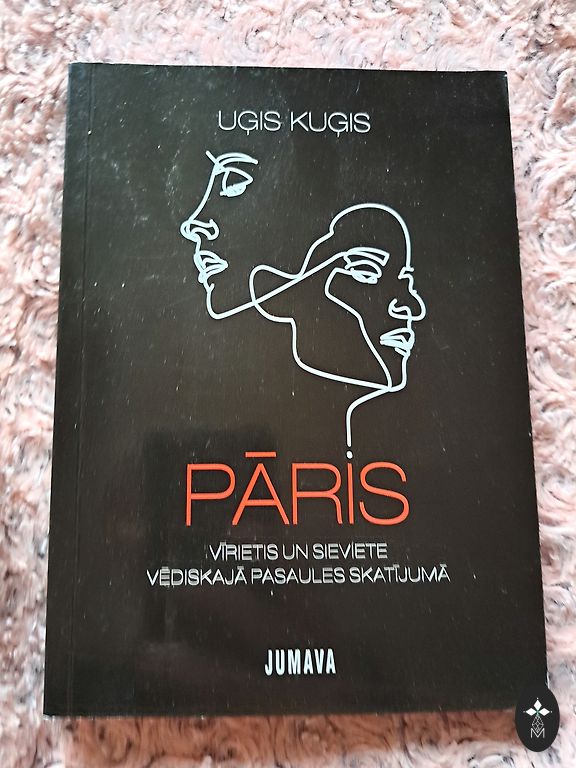 UĢIS KUĢIS
PĀRIS
VĪRIETIS UN SIEVIETE
VĒDISKAJĀ PASAULES SKATĪJUMĀ
JUMAVA
M